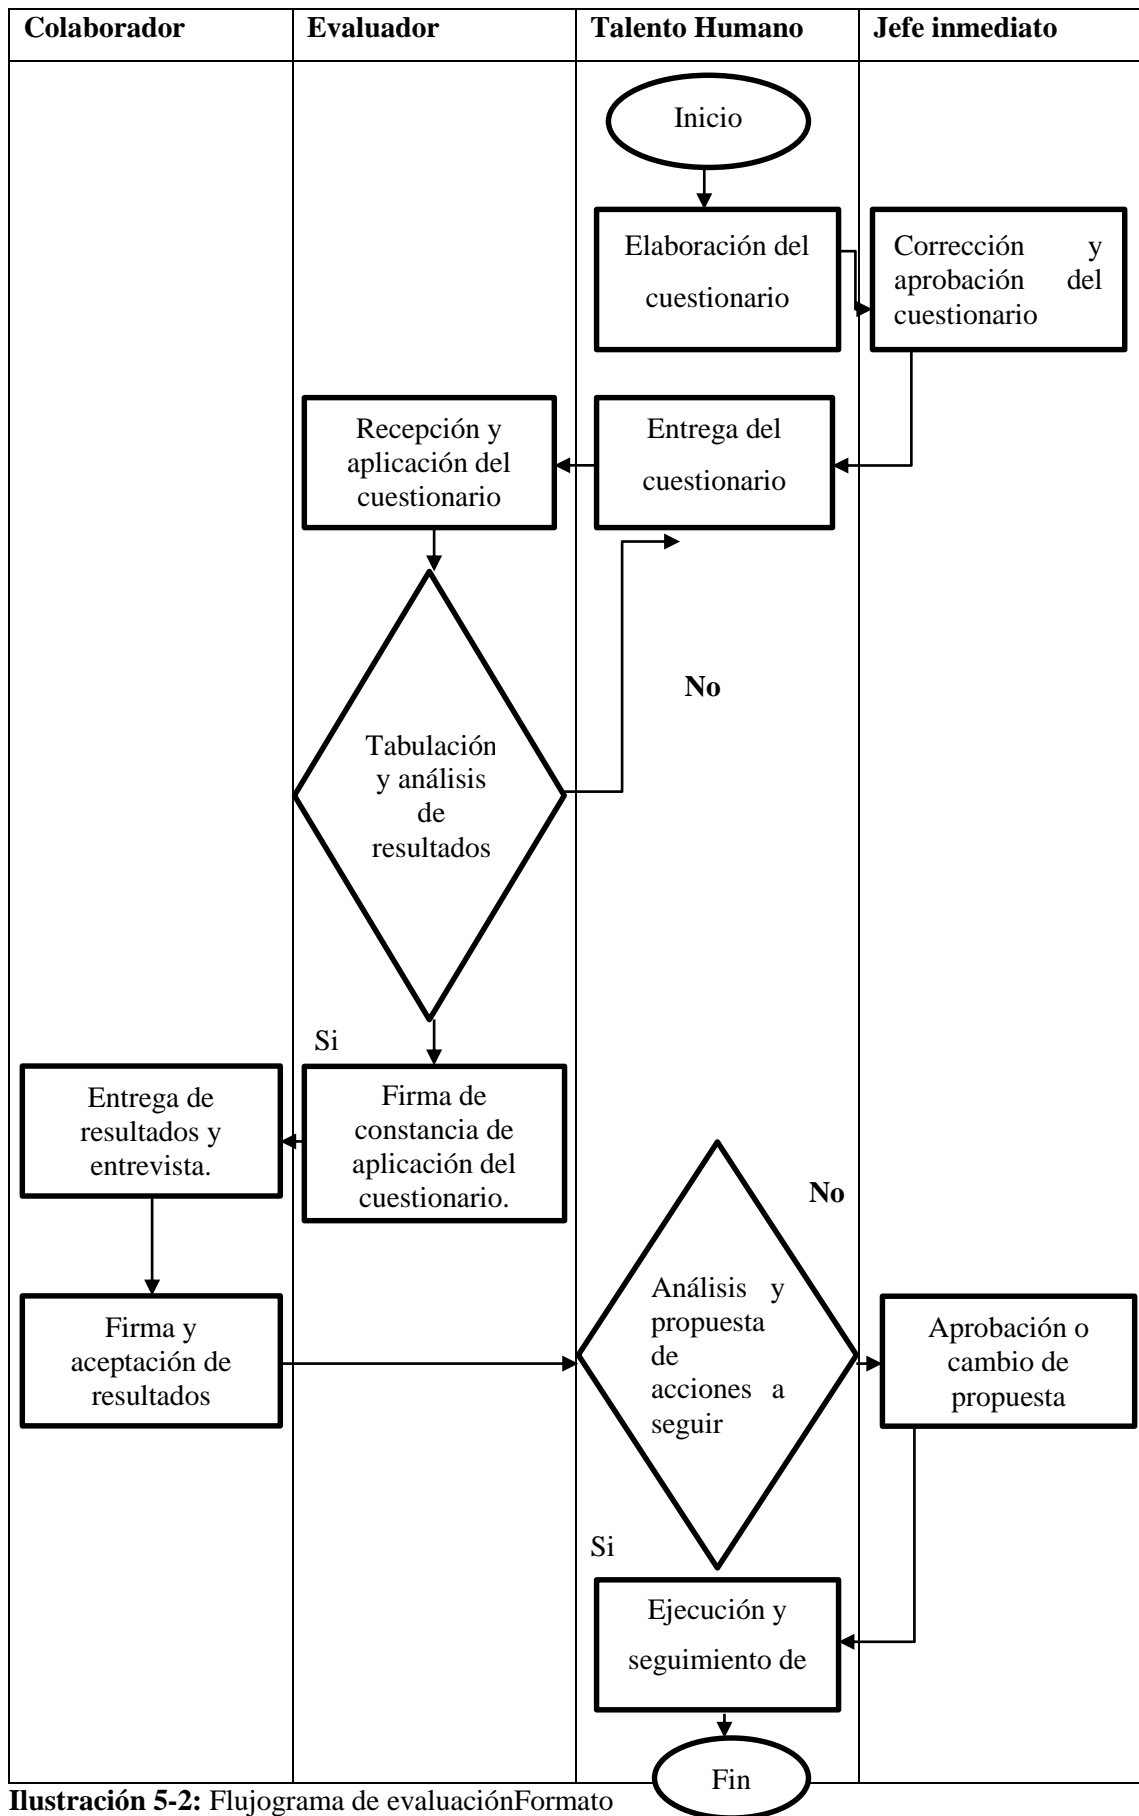 Colaborador
Evaluador
Talento Humano
Jefe inmediato
Inicio
Elaboración del
cuestionario
Corrección y
aprobación del
cuestionario
Recepción y
aplicación del
cuestionario
Entrega del
cuestionario
No
Tabulación
y análisis
de
resultados
Si
Entrega de
resultados y
entrevista.
Firma de
constancia de
aplicación del
cuestionario.
No
Firma y
aceptación de
resultados
Análisis y
propuesta
de
acciones a
seguir
Aprobación o
cambio de
propuesta
Si
Ejecución y
seguimiento de
Fin
Ilustración 5-2: Flujograma de evaluaciónFormato